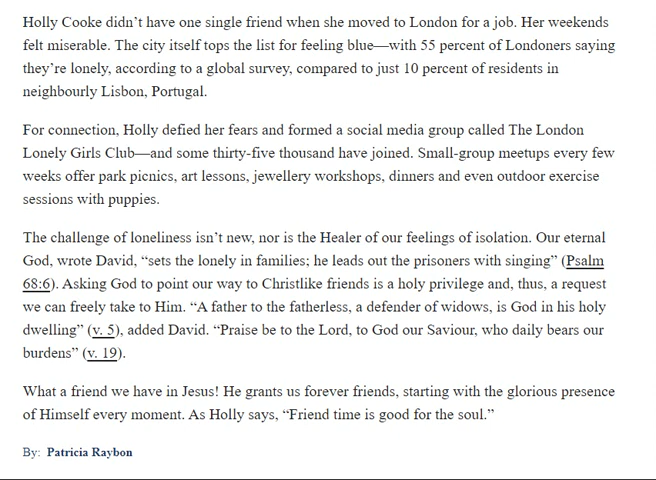 Holly Cooke didn’t have one single friend when she moved to London for a job. Her weekends
felt miserable. The city itself tops the list for feeling blue—with 55 percent of Londoners saying
they’re lonely, according to a global survey, compared to just 10 percent of residents in
neighbourly Lisbon, Portugal.
For connection, Holly defied her fears and formed a social media group called The London
Lonely Girls Club—and some thirty-five thousand have joined. Small-group meetups every few
weeks offer park picnics, art lessons, jewellery workshops, dinners and even outdoor exercise
sessions with puppies.
The challenge of loneliness isn’t new, nor is the Healer of our feelings of isolation. Our eternal
God, wrote David, “sets the lonely in families; he leads out the prisoners with singing” (Psalm
68:6). Asking God to point our way to Christlike friends is a holy privilege and, thus, a request
we can freely take to Him. “A father to the fatherless, a defender of widows, is God in his holy
dwelling” (v. 5), added David. “Praise be to the Lord, to God our Saviour, who daily bears our
burdens” (v. 19).
What a friend we have in Jesus! He grants us forever friends, starting with the glorious presence
of Himself every moment. As Holly says, “Friend time is good for the soul.”
By: Patricia Raybon